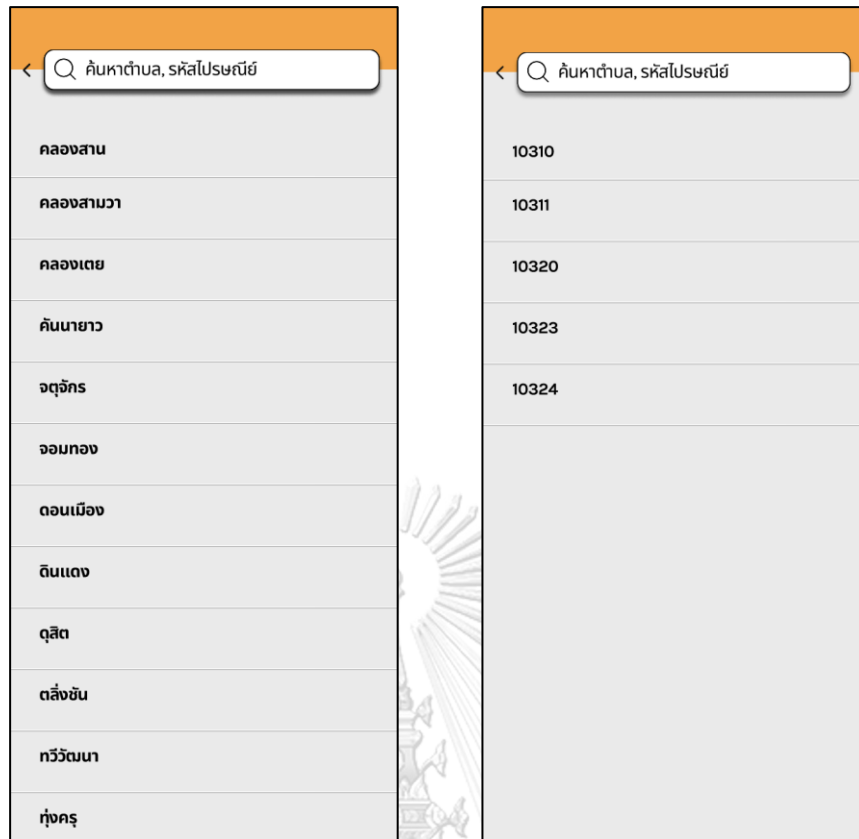 ค้นหาตำบล, รหัสไปรษณีย์
คลองสาน
คลองสามวา
คลองเตย
คันนายาว
จตุจักร
จอมทอง
ดอนเมือง
ดินแดง
ดุสิต
ตลิ่งชัน
ทวีวัฒนา
ทุ่งครุ
ค้นหาตำบล, รหัสไปรษณีย์
10310
10311
10320
10323
10324